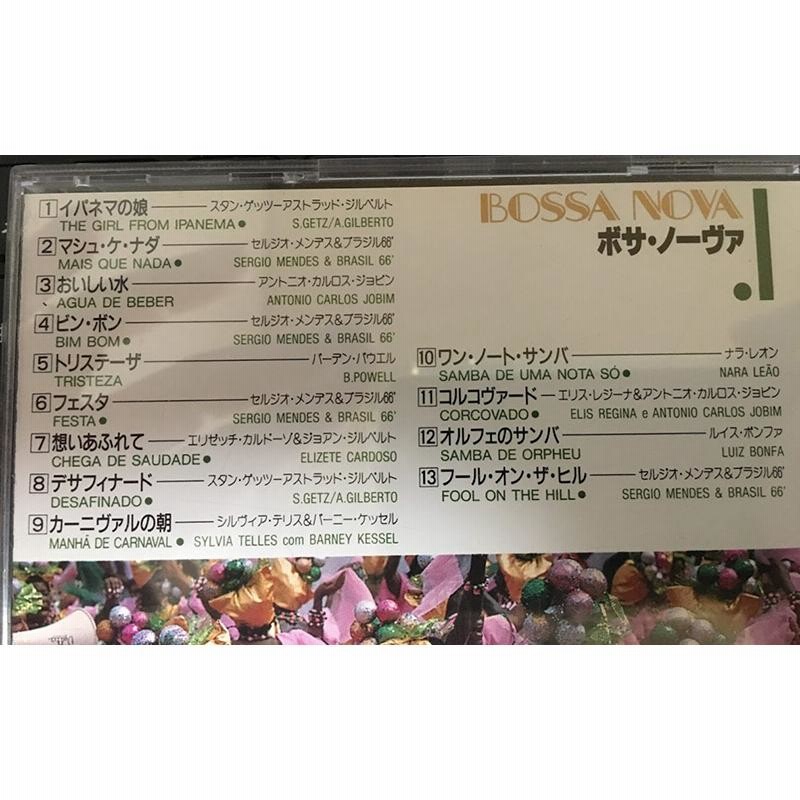 BOSSA NOVA
ボサ・ノーヴァ
1 イパネマの娘 スタン・ゲッツーアストラッド・ジルベルト
THE GIRL FROM IPANEMA● S.GETZ/A.GILBERTO
2 マシュ・ケ・ナダ セルジオ・メンデス&ブラジル66'
MAIS QUE NADA● SERGIO MENDES & BRASIL 66'
3 おいしい水 アントニオ・カルロス・ジョビン
、AGUA DE BEBER ANTONIO CARLOS JOBIM
4 ビン・ボン セルジオ・メンデス&ブラジル66'
BIM BOM● SERGIO MENDES & BRASIL 66'
5 トリステーザ バーデン・パウエル
TRISTEZA B.POWELL
6 フェスタ セルジオ・メンデス&ブラジル66'
FESTA● SERGIO MENDES & BRASIL 66'
7 想いあふれて エリゼッチ・カルドーゾ&ジョアン・ジルベルト
CHEGA DE SAUDADE● ELIZETE CARDOSO
8 デサフィナード スタン・ゲッツーアストラッド・ジルベルト
DESAFINADO● S.GETZ/A.GILBERTO
9 カーニヴァルの朝 シルヴィア・テリス&バーニー・ケッセル
MANHÃ DE CARNAVAL● SYLVIA TELLES com BARNEY KESSEL
10 ワン・ノート・サンバ ナラ・レオン
SAMBA DE UMA NOTA SÓ● NARA LEÃO
11 コルコヴァード エリス・レジーナ&アントニオ・カルロス・ジョビン
CORCOVADO● ELIS REGINA e ANTONIO CARLOS JOBIM
12 オルフェのサンバ ルイス・ボンファ
SAMBA DE ORPHEU LUIZ BONFA
13 フール・オン・ザ・ヒル セルジオ・メンデス&ブラジル66'
FOOL ON THE HILL● SERGIO MENDES & BRASIL 66'